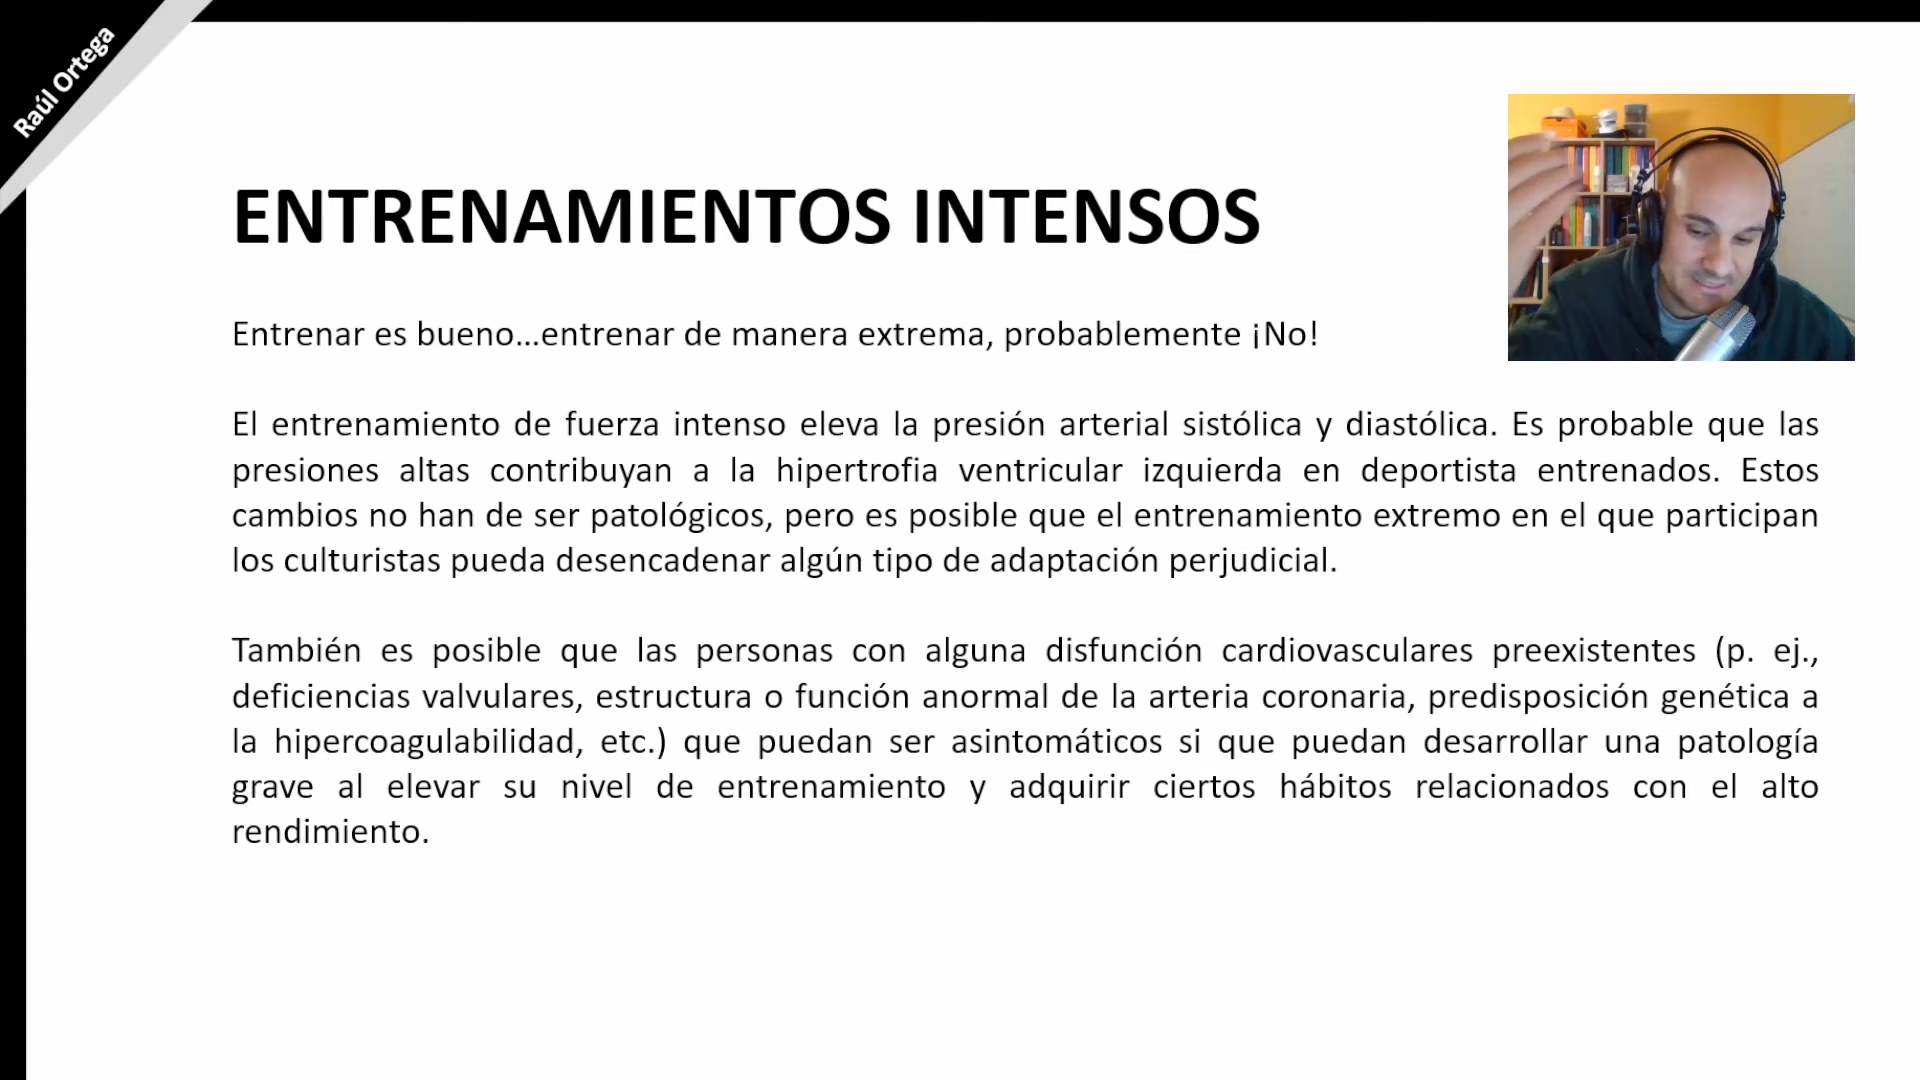 Raúl Ortega
ENTRENAMIENTOS INTENSOS
Entrenar es bueno...entrenar de manera extrema, probablemente ¡No!
El entrenamiento de fuerza intenso eleva la presión arterial sistólica y diastólica. Es probable que las
presiones altas contribuyan a la hipertrofia ventricular izquierda en deportista entrenados. Estos
cambios no han de ser patológicos, pero es posible que el entrenamiento extremo en el que participan
los culturistas pueda desencadenar algún tipo de adaptación perjudicial.
También es posible que las personas con alguna disfunción cardiovasculares preexistentes (p. ej.,
deficiencias valvulares, estructura o función anormal de la arteria coronaria, predisposición genética a
la hipercoagulabilidad, etc.) que puedan ser asintomáticos si que puedan desarrollar una patología
grave al elevar su nivel de entrenamiento y adquirir ciertos hábitos relacionados con el alto
rendimiento.